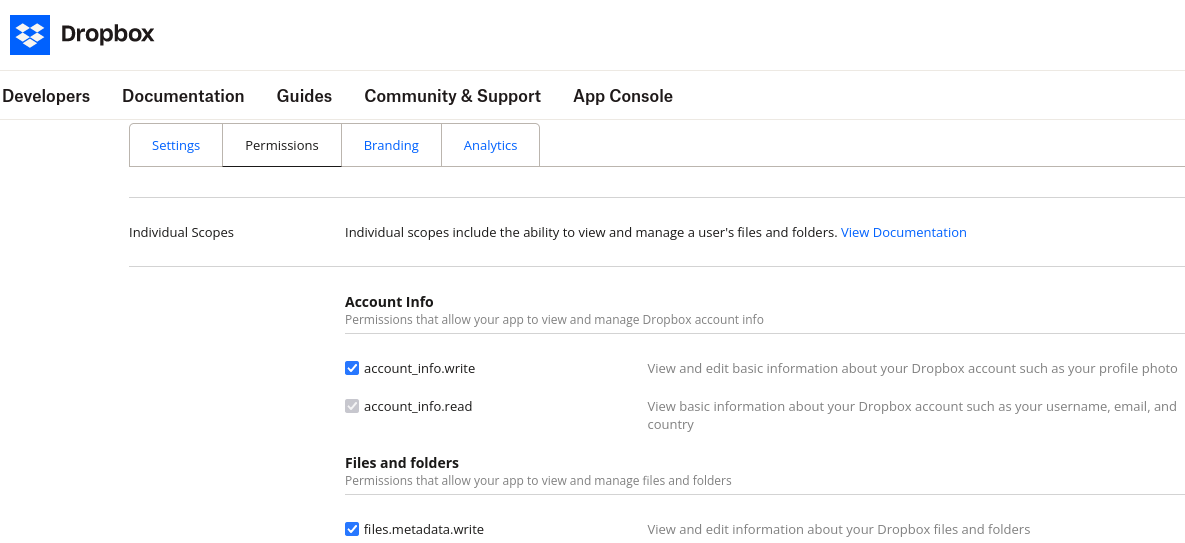 Dropbox
Developers Documentation Guides Community & Support App Console
Settings Permissions Branding Analytics
Individual Scopes Individual scopes include the ability to view and manage a user's files and folders. View Documentation
Account Info
Permissions that allow your app to view and manage Dropbox account info
account_info.write View and edit basic information about your Dropbox account such as your profile photo
account_info.read View basic information about your Dropbox account such as your username, email, and
country
Files and folders
Permissions that allow your app to view and manage files and folders
files.metadata.write View and edit information about your Dropbox files and folders